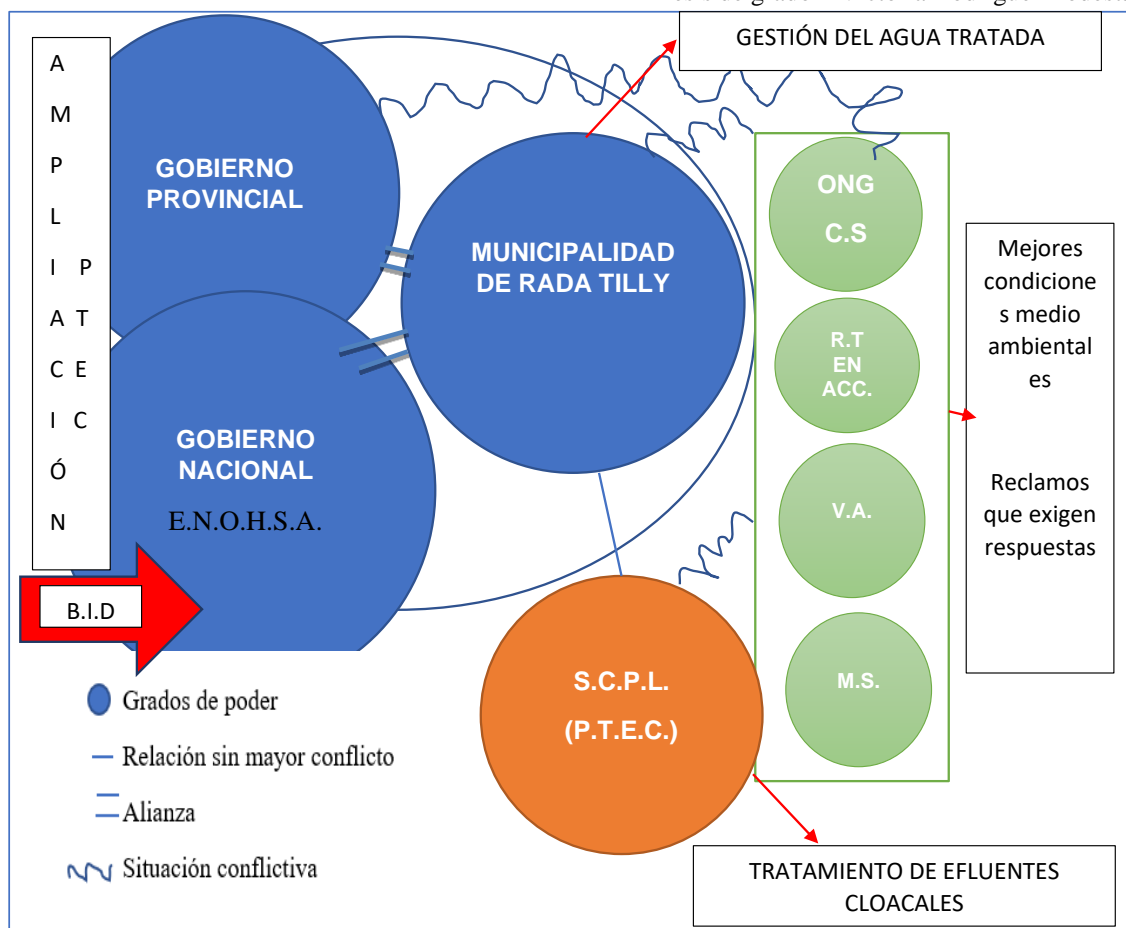 GESTIÓN DEL AGUA TRATADA
A
M
P
L
I P
A T
C E
I C
Ó
N
GOBIERNO
PROVINCIAL
MUNICIPALIDAD
DE RADA TILLY
GOBIERNO
NACIONAL
E.N.O.H.S.A.
B.I.D
ONG
C.S
R.T
EN
ACC.
V.A.
M.S.
Mejores
condicione
s medio
ambiental
es
Reclamos
que exigen
respuestas
S.C.P.L.
(P.T.E.C.)
TRATAMIENTO DE EFLUENTES
CLOACALES
Grados de poder
Relación sin mayor conflicto
Alianza
Situación conflictiva